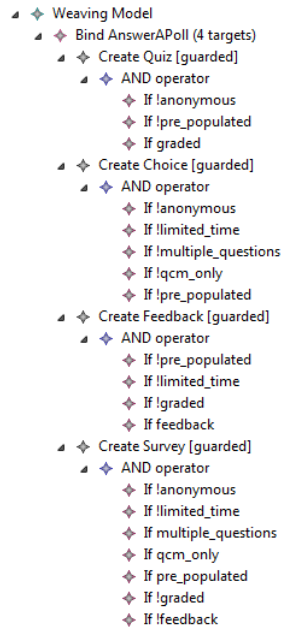 Weaving Model
Bind AnswerAPoll (4 targets)
Create Quiz [guarded]
AND operator
If !anonymous
If !pre_populated
If graded
Create Choice [guarded]
AND operator
If !anonymous
If !limited_time
If !multiple_questions
If !qcm_only
If !pre_populated
Create Feedback [guarded]
AND operator
If !pre_populated
If !limited_time
If !graded
If feedback
Create Survey [guarded]
AND operator
If !anonymous
If !limited_time
If multiple_questions
If qcm_only
If pre_populated
If !graded
If !feedback